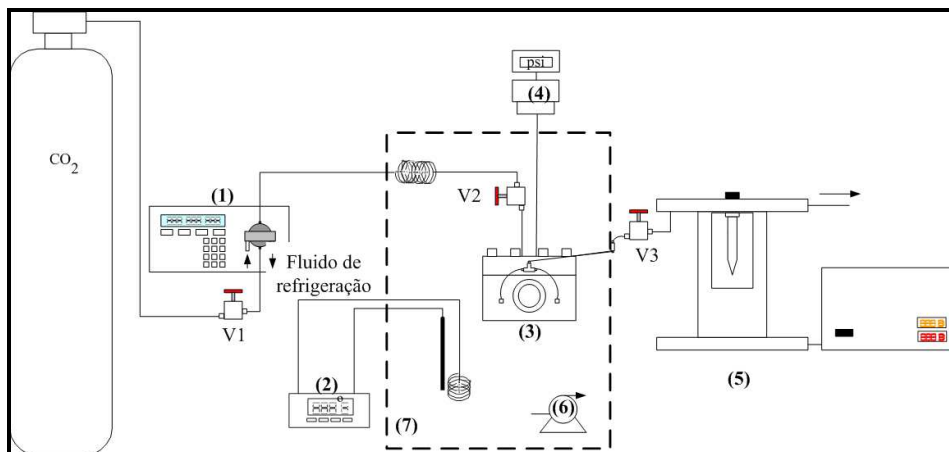 psi
(4)
CO2
(1)
V2
Fluido de
refrigeração
V3
V1
(3)
(2)
(5)
(6)
(7)